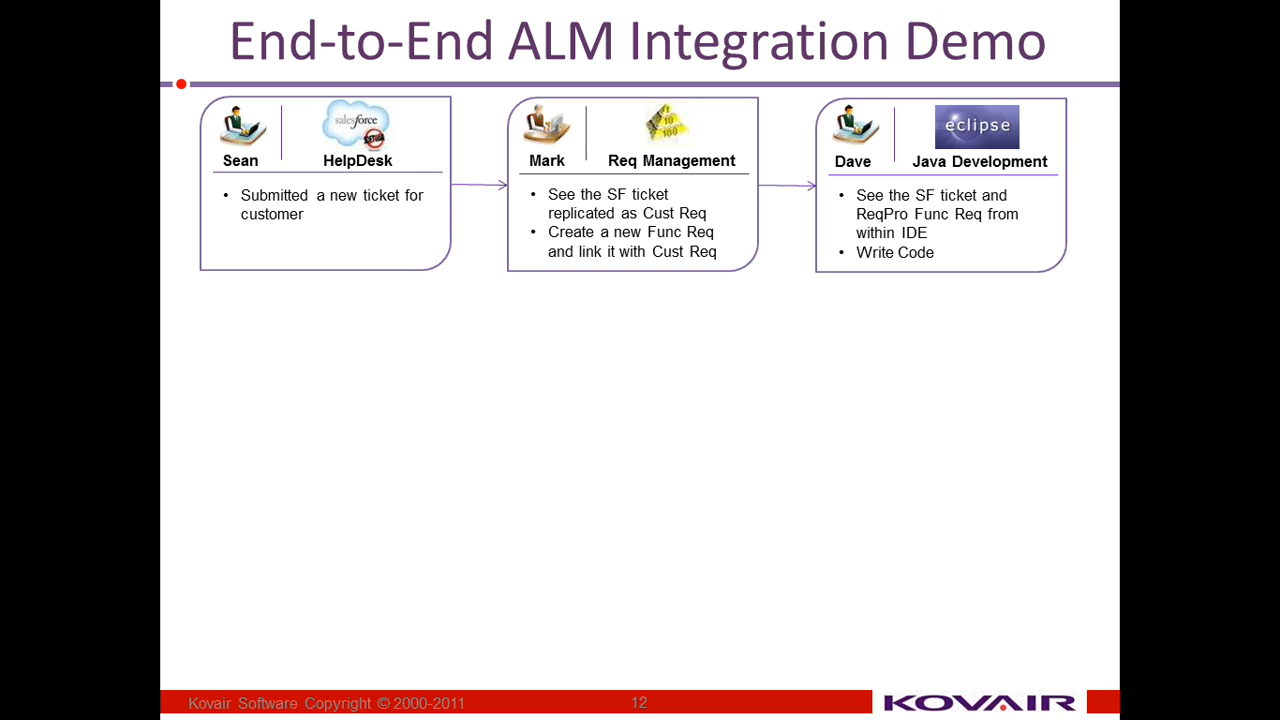 End-to-End ALM Integration Demo
salesforce
Sean
HelpDesk
• Submitted a new ticket for
customer
1
10
100
Mark
Req Management
• See the SF ticket
replicated as Cust Req
• Create a new Func Req
and link it with Cust Req
eclipse
Dave
Java Development
• See the SF ticket and
ReqPro Func Req from
within IDE
• Write Code
Kovair Software Copyright © 2000-2011
12
KOVAIR